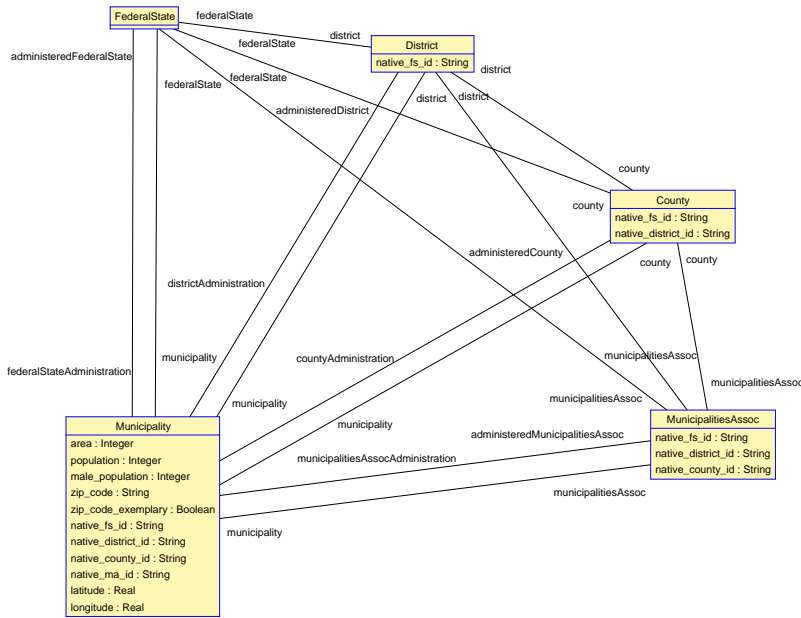 FederalState
federalState
administeredFederalState
federalState
district
District
native_fs_id : String
federalState
federalState
district
administeredDistrict
district
district
county
County
native_fs_id : String
native_district_id : String
county
administeredCounty
county
county
districtAdministration
municipality
countyAdministration
municipalitiesAssoc
federalStateAdministration
municipalitiesAssoc
municipality
municipalitiesAssoc
Municipality
area : Integer
population : Integer
male_population : Integer
zip_code : String
zip_code_exemplary : Boolean
native_fs_id : String
native_district_id : String
native_county_id : String
native_ma_id : String
latitude : Real
longitude : Real
municipality
administeredMunicipalitiesAssoc
MunicipalitiesAssoc
native_fs_id : String
native_district_id : String
native_county_id : String
municipalitiesAssocAdministration
municipalitiesAssoc
municipality